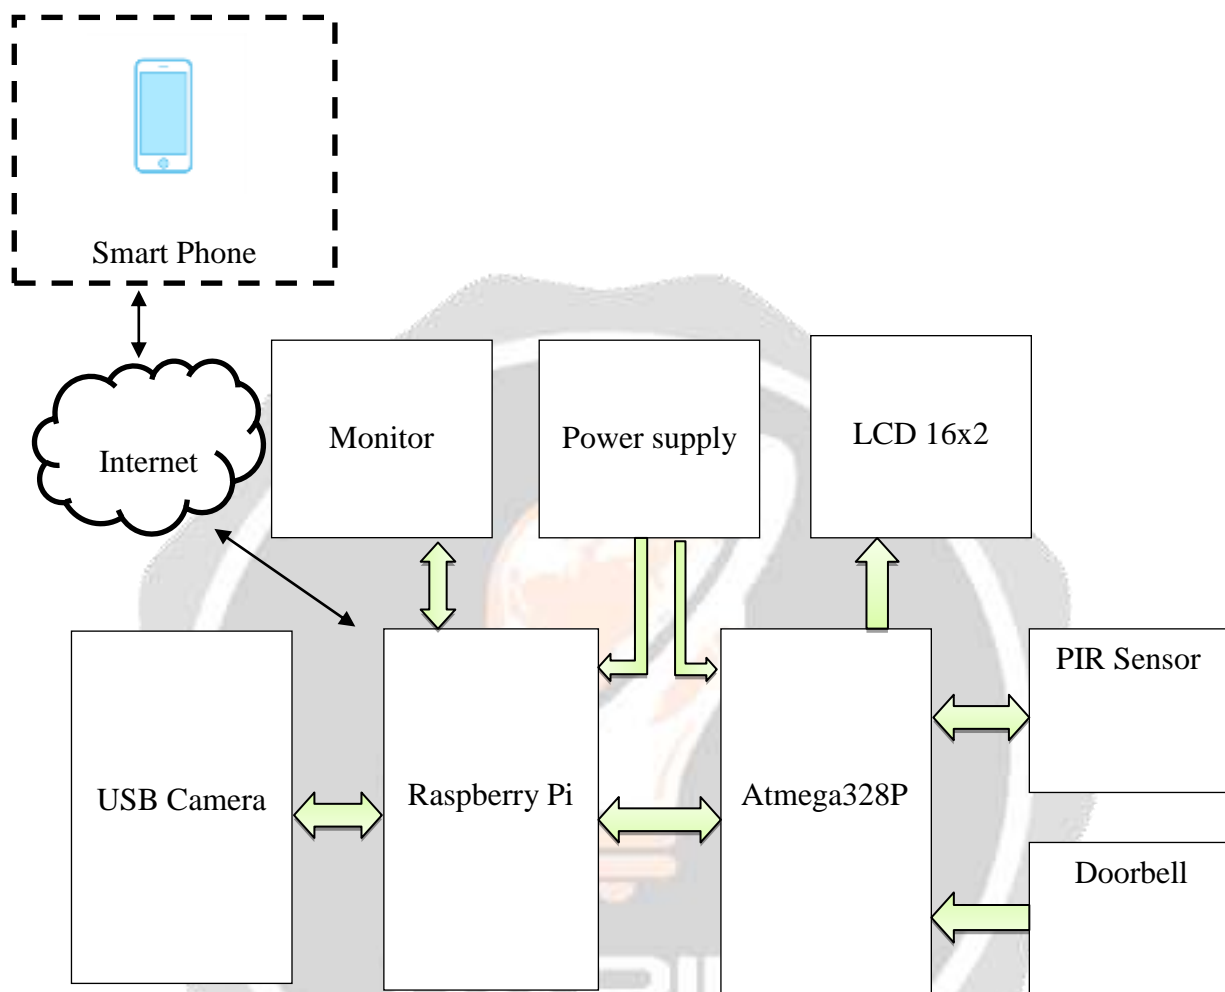 Smart Phone
Internet
Monitor
Power supply
LCD 16x2
USB Camera
Raspberry Pi
Atmega328P
PIR Sensor
Doorbell